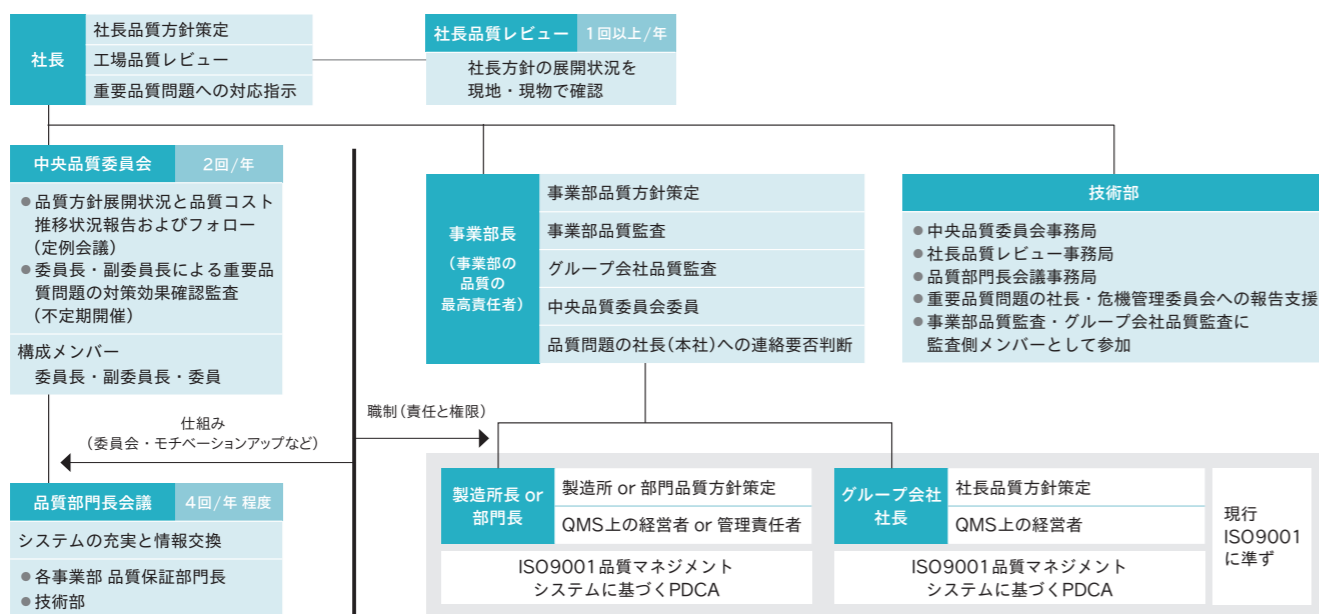 社長
社長品質方針策定
工場品質レビュー
重要品質問題への対応指示
社長品質レビュー
1回以上/年
社長方針の展開状況を
現地・現物で確認
中央品質委員会
2回/年
●品質方針展開状況と品質コスト
推移状況報告およびフォロー
(定例会議)
●委員長・副委員長による重要品
質問題の対策効果確認監査
(不定期開催)
構成メンバー
委員長・副委員長・委員
事業部長
(事業部の
品質の
最高責任者)
事業部品質方針策定
事業部品質監査
グループ会社品質監査
中央品質委員会委員
品質問題の社長(本社)への連絡要否判断
技術部
●中央品質委員会事務局
●社長品質レビュー事務局
●品質部門長会議事務局
●重要品質問題の社長・危機管理委員会への報告支援
●事業部品質監査・グループ会社品質監査に
監査側メンバーとして参加
仕組み
(委員会・モチベーションアップなど)
職制(責任と権限)
品質部門長会議
4回/年 程度
システムの充実と情報交換
●各事業部 品質保証部門長
●技術部
製造所長 or
部門長
製造所 or 部門品質方針策定
QMS上の経営者 or 管理責任者
ISO9001品質マネジメント
システムに基づくPDCA
グループ会社
社長
社長品質方針策定
QMS上の経営者
ISO9001品質マネジメント
システムに基づくPDCA
現行
ISO9001
に準ず